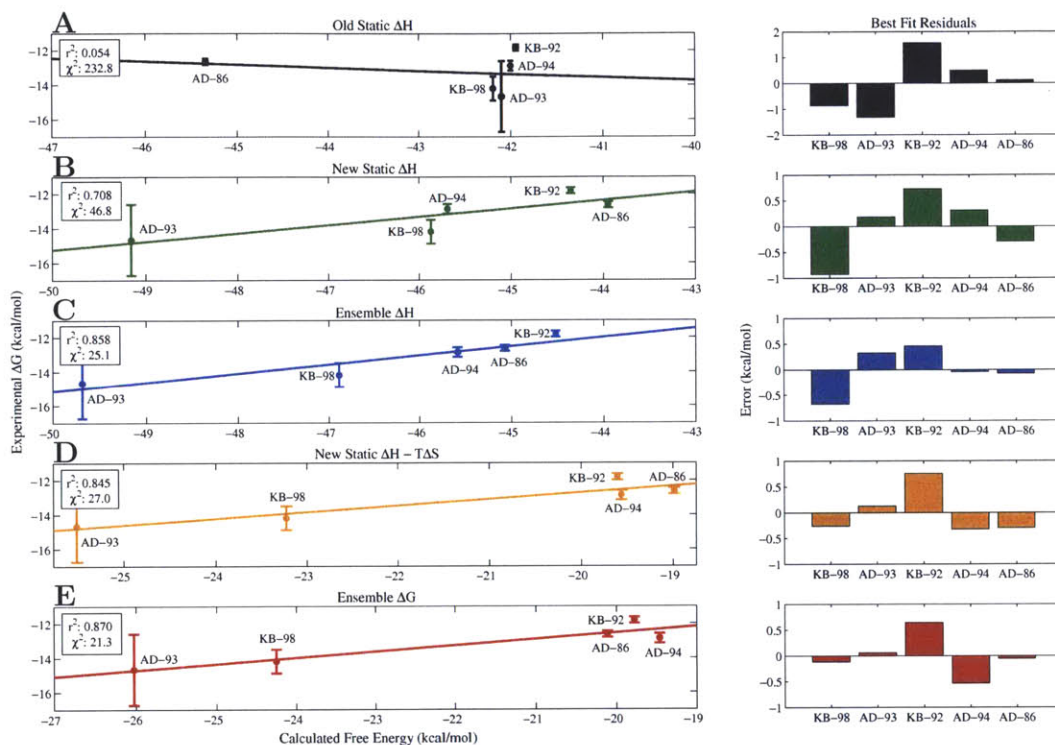 A
Old Static ΔH
r²: 0.054
χ²: 232.8
AD−86
KB−92
AD−94
KB−98
AD−93
−12
−14
−16
−47
−46
−45
−44
−43
−42
−41
−40
Best Fit Residuals
2
1
0
−1
−2
KB−98
AD−93
KB−92
AD−94
AD−86
B
New Static ΔH
r²: 0.708
χ²: 46.8
AD−93
AD−94
KB−98
KB−92
AD−86
−12
−14
−16
−50
−49
−48
−47
−46
−45
−44
−43
1
0.5
0
−0.5
−1
KB−98
AD−93
KB−92
AD−94
AD−86
C
Ensemble ΔH
r²: 0.858
χ²: 25.1
AD−93
KB−98
AD−94
AD−86
KB−92
−12
−14
−16
−50
−49
−48
−47
−46
−45
−44
−43
Experimental ΔG (kcal/mol)
Error (kcal/mol)
1
0.5
0
−0.5
−1
KB−98
AD−93
KB−92
AD−94
AD−86
D
New Static ΔH − TΔS
r²: 0.845
χ²: 27.0
AD−93
KB−98
KB−92
AD−86
AD−94
−12
−14
−16
−25
−24
−23
−22
−21
−20
−19
1
0.5
0
−0.5
−1
KB−98
AD−93
KB−92
AD−94
AD−86
E
Ensemble ΔG
r²: 0.870
χ²: 21.3
AD−93
KB−98
KB−92
AD−86
AD−94
−12
−14
−16
−27
−26
−25
−24
−23
−22
−21
−20
−19
Calculated Free Energy (kcal/mol)
1
0.5
0
−0.5
−1
KB−98
AD−93
KB−92
AD−94
AD−86